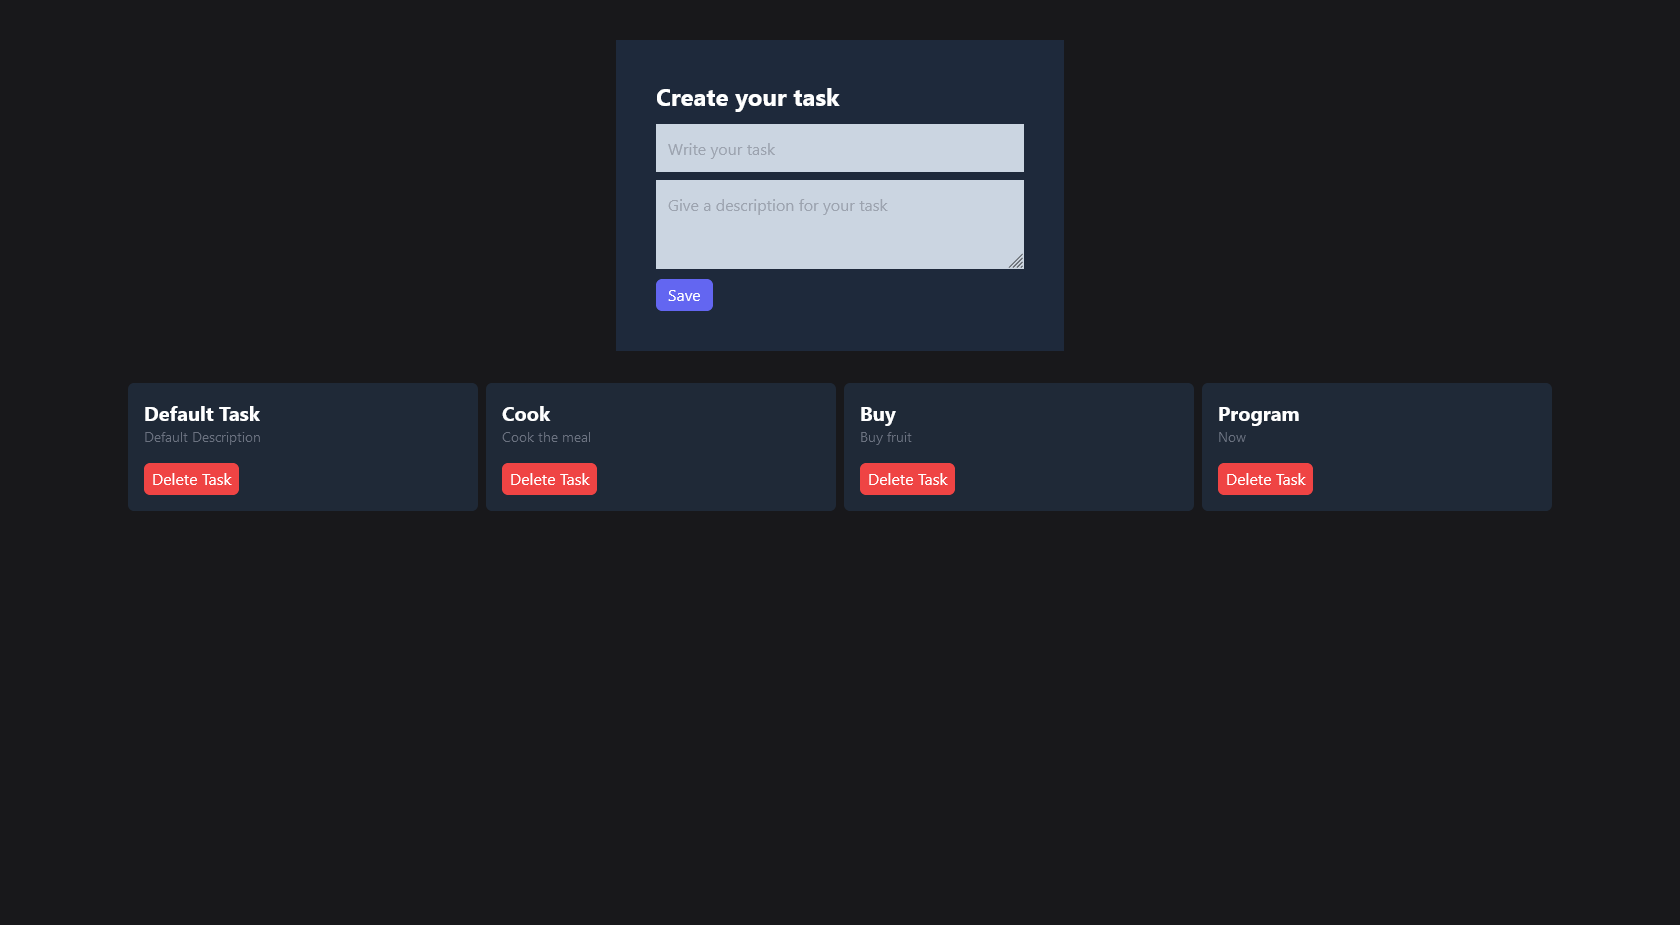 Create your task
Write your task
Give a description for your task
Save
Default Task
Default Description
Delete Task
Cook
Cook the meal
Delete Task
Buy
Buy fruit
Delete Task
Program
Now
Delete Task